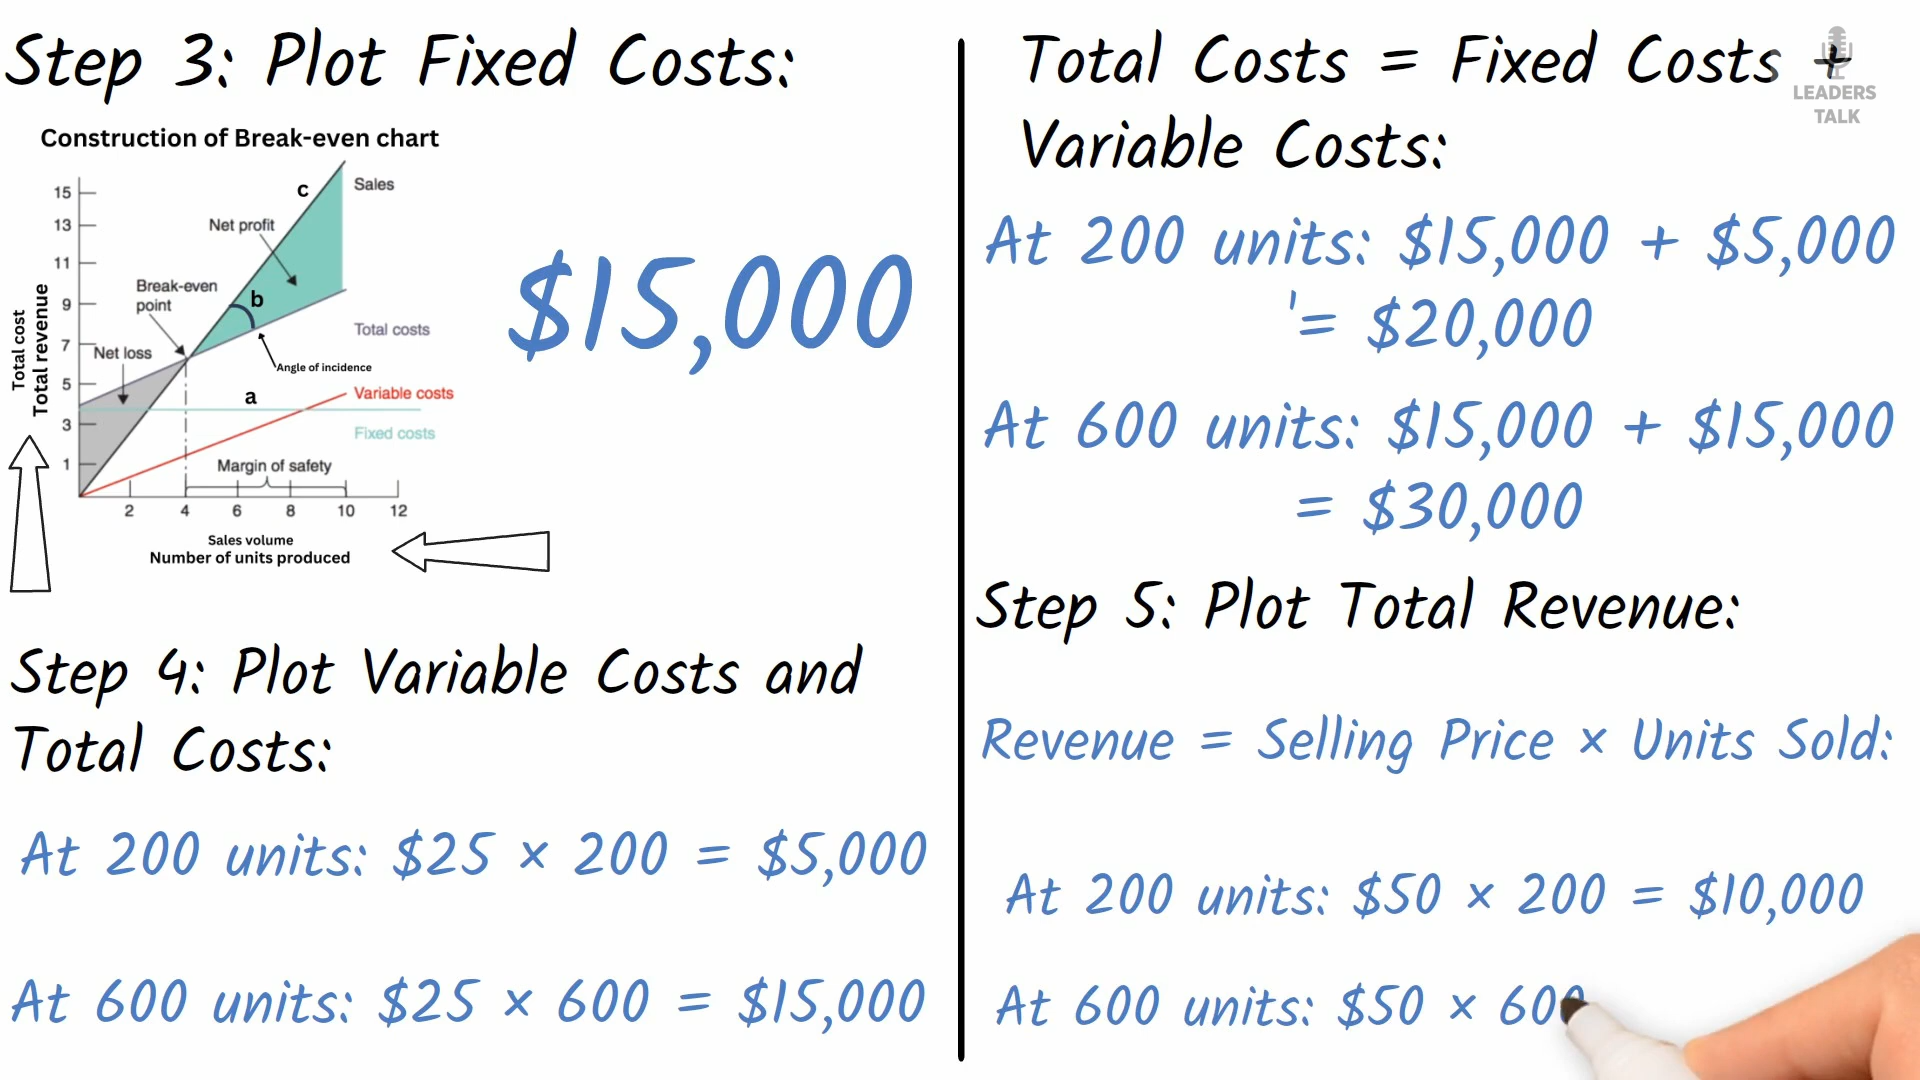 Step 3: Plot Fixed Costs:
Construction of Break-even chart
15
13
11
9
7
5
3
1
c
Sales
Net profit
Break-even
point
b
Total costs
Net loss
Angle of incidence
a
Variable costs
Fixed costs
Margin of safety
2 4 6 8 10 12
Total cost
Total revenue
Sales volume
Number of units produced
$15,000
Step 4: Plot Variable Costs and
Total Costs:
At 200 units: $25 × 200 = $5,000
At 600 units: $25 × 600 = $15,000
Total Costs = Fixed Costs +
Variable Costs:
LEADERS
TALK
At 200 units: $15,000 + $5,000
'= $20,000
At 600 units: $15,000 + $15,000
= $30,000
Step 5: Plot Total Revenue:
Revenue = Selling Price × Units Sold:
At 200 units: $50 × 200 = $10,000
At 600 units: $50 × 600